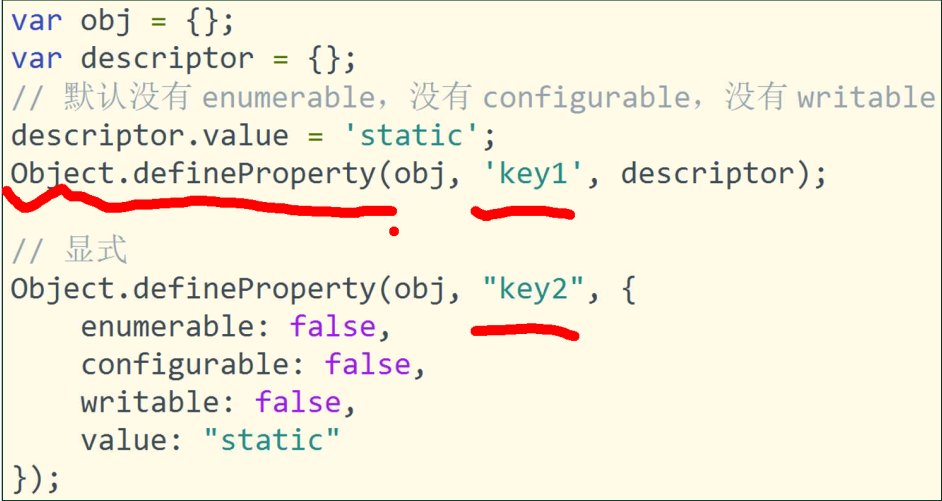 var obj = {};
var descriptor = {};
// 默认没有 enumerable，没有 configurable，没有 writable
descriptor.value = 'static';
Object.defineProperty(obj, 'key1', descriptor);
// 显式
Object.defineProperty(obj, "key2", {
    enumerable: false,
    configurable: false,
    writable: false,
    value: "static"
});